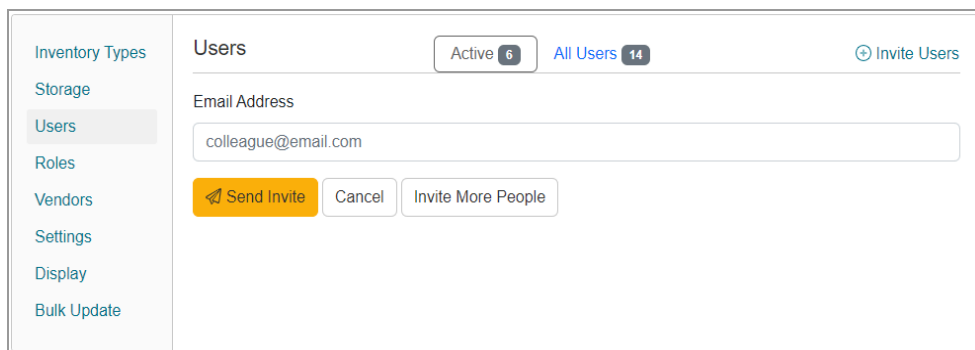 Inventory Types
Storage
Users
Roles
Vendors
Settings
Display
Bulk Update
Users
Active 6
All Users 14
Invite Users
Email Address
colleague@email.com
Send Invite
Cancel
Invite More People